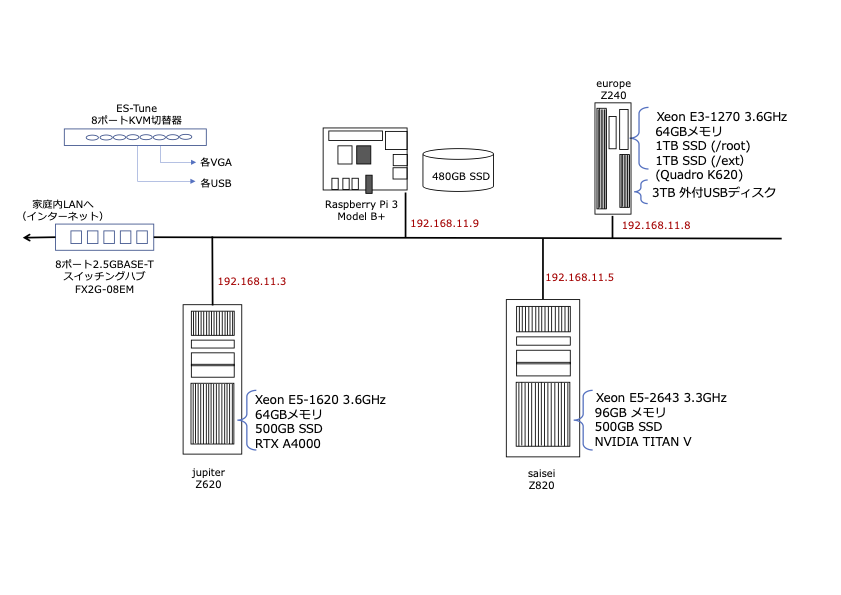 ES-Tune
8ポートKVM切替器
各VGA
各USB
家庭内LANへ
（インターネット）
8ポート2.5GBASE-T
スイッチングハブ
FX2G-08EM
Raspberry Pi 3
Model B+
480GB SSD
192.168.11.9
europe
Z240
Xeon E3-1270 3.6GHz
64GBメモリ
1TB SSD (/root)
1TB SSD (/ext)
(Quadro K620)
3TB 外付USBディスク
192.168.11.8
192.168.11.3
Xeon E5-1620 3.6GHz
64GBメモリ
500GB SSD
RTX A4000
jupiter
Z620
192.168.11.5
Xeon E5-2643 3.3GHz
96GB メモリ
500GB SSD
NVIDIA TITAN V
saisei
Z820